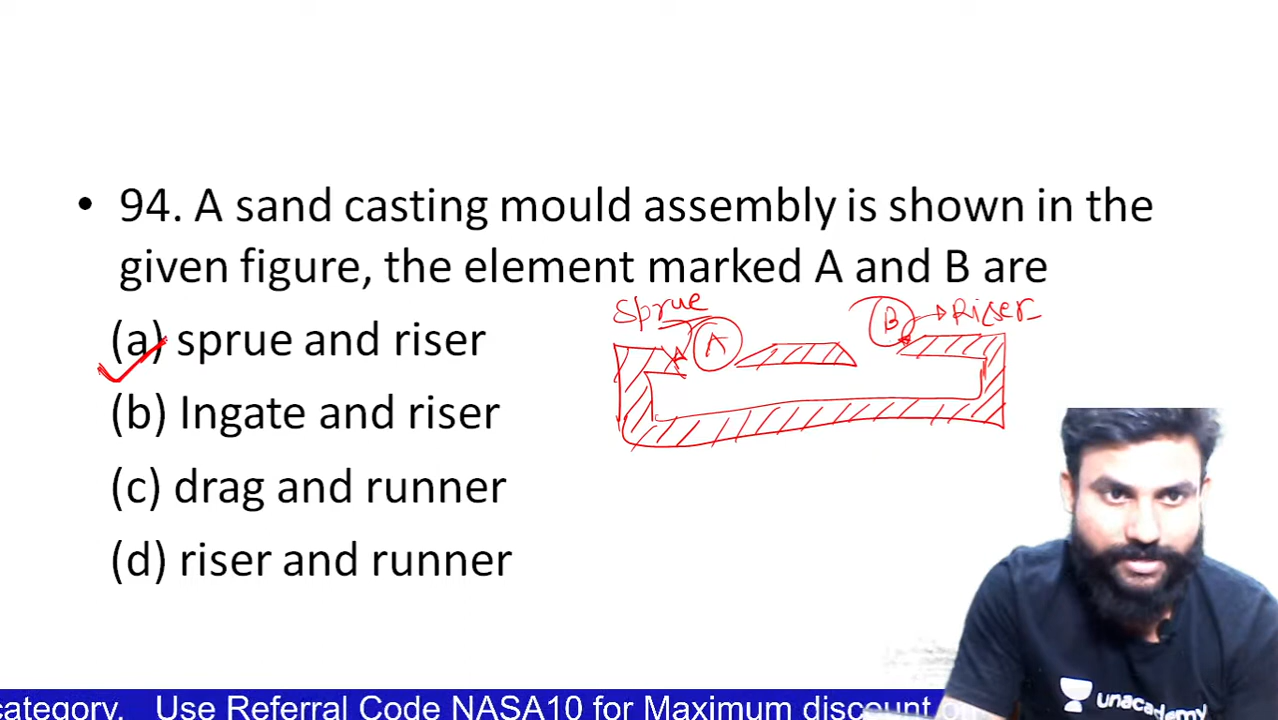 • 94. A sand casting mould assembly is shown in the
given figure, the element marked A and B are
(a) sprue and riser
(b) Ingate and riser
(c) drag and runner
(d) riser and runner
Sprue
A
B
Riser
unacademy
category. Use Referral Code NASA10 for Maximum discount